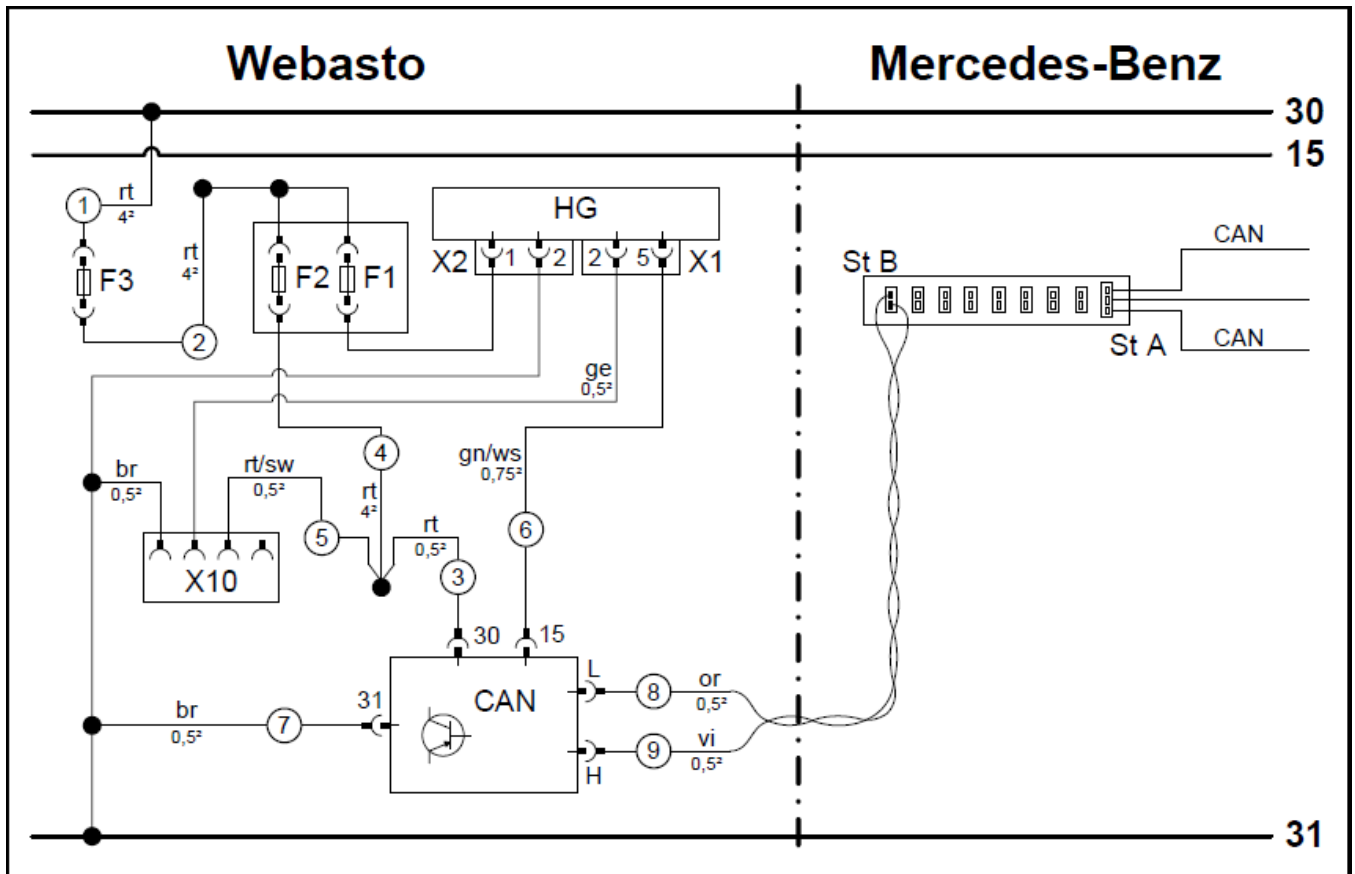 Webasto
Mercedes-Benz
30
15
1
rt
4²
rt
4²
F3
2
F2
F1
HG
X2
1
2
2
5
X1
St B
CAN
St A
CAN
ge
0,5²
gn/ws
0,75²
4
rt
4²
br
0,5²
rt/sw
0,5²
5
rt
0,5²
3
6
X10
30
15
31
CAN
L
8
or
0,5²
H
9
vi
0,5²
br
0,5²
7
31